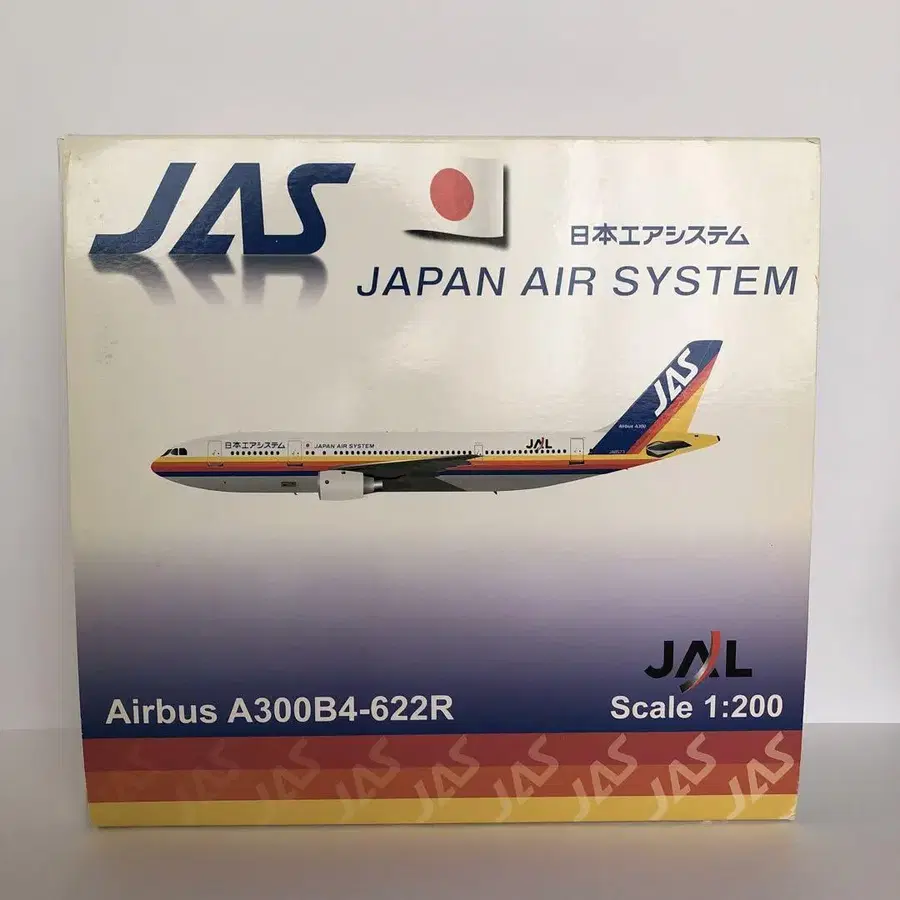 JAS
日本エアシステム
JAPAN AIR SYSTEM
JAS
Airbus A300
日本エアシステム JAPAN AIR SYSTEM JAL
JAL
Airbus A300B4-622R Scale 1:200
JAS JAS JAS JAS JAS JAS JAS JAS